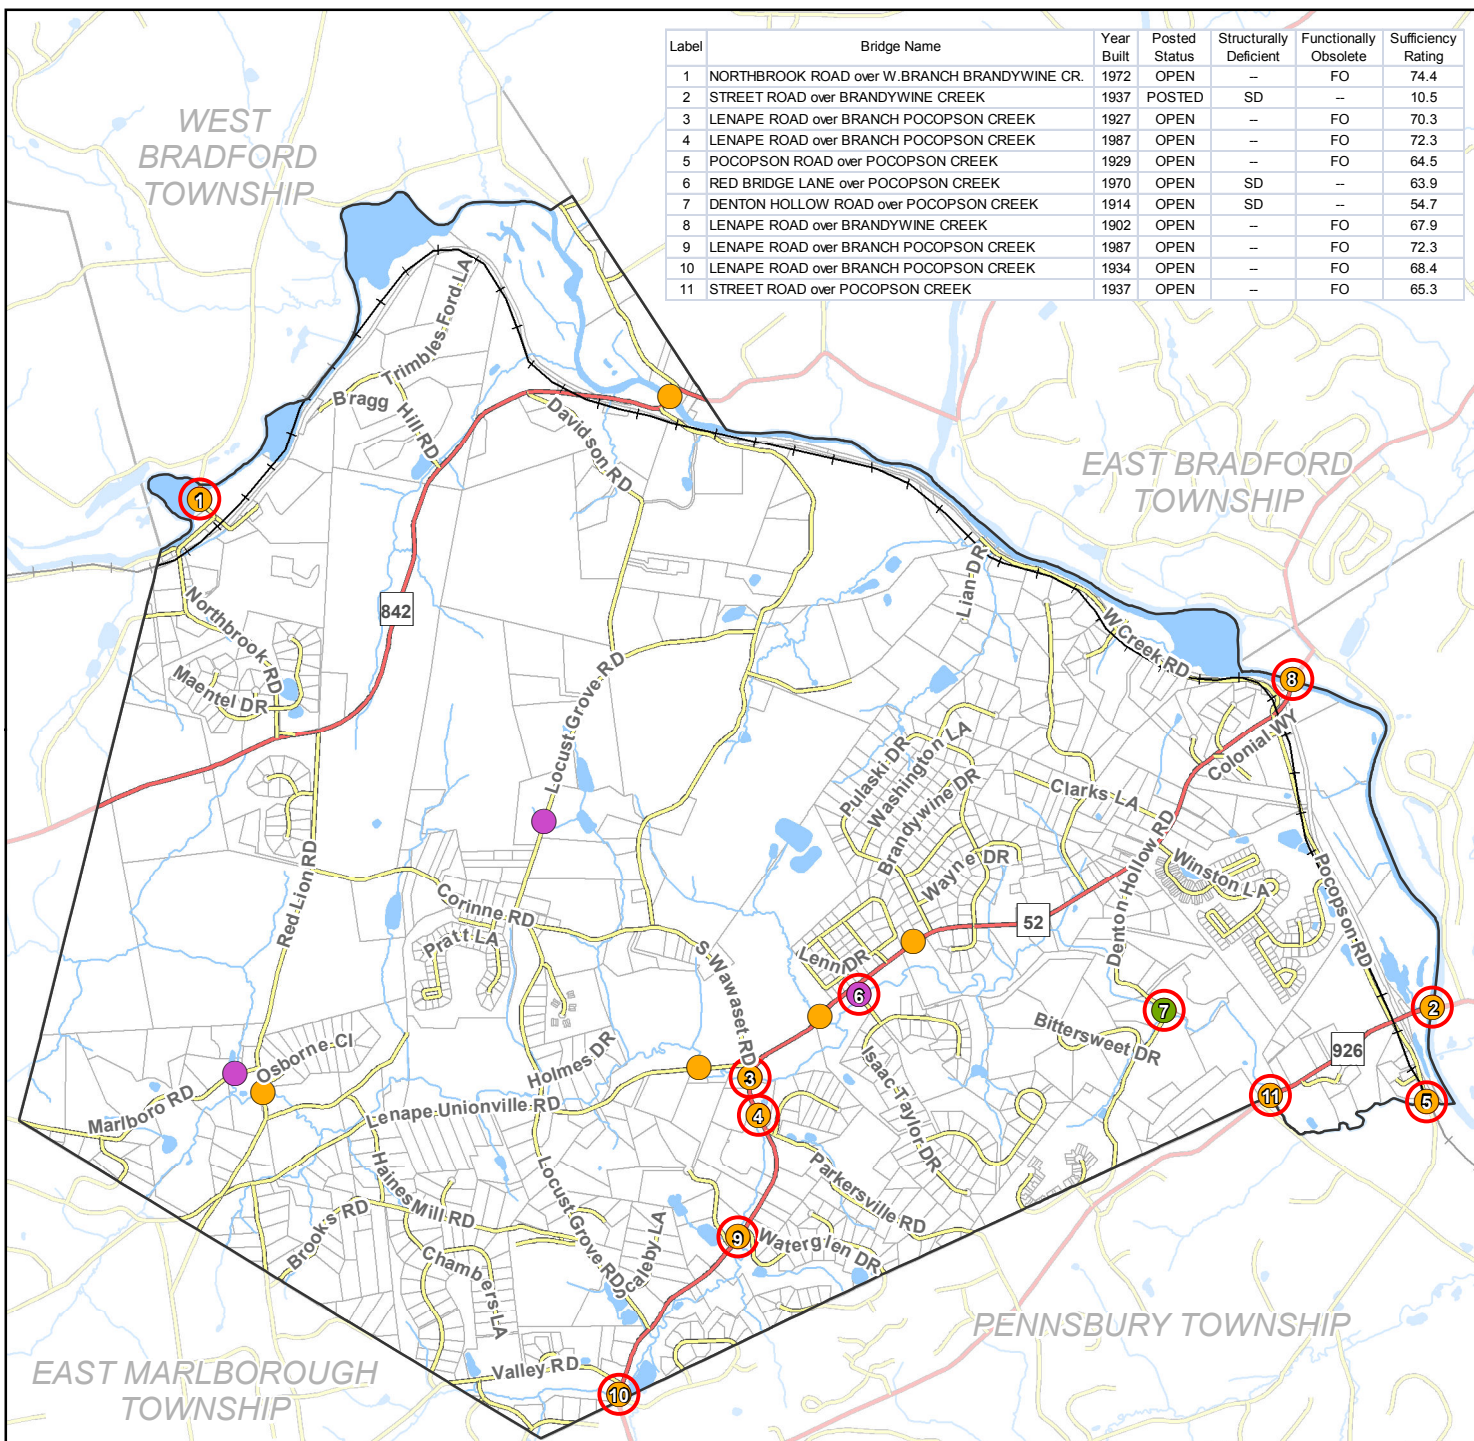 Label Bridge Name Year Built Posted Status Structurally Deficient Functionally Obsolete Sufficiency Rating
1 NORTHBROOK ROAD over W.BRANCH BRANDYWINE CR. 1972 OPEN -- FO 74.4
2 STREET ROAD over BRANDYWINE CREEK 1937 POSTED SD -- 10.5
3 LENAPE ROAD over BRANCH POCOPSON CREEK 1927 OPEN -- FO 70.3
4 LENAPE ROAD over BRANCH POCOPSON CREEK 1987 OPEN -- FO 72.3
5 POCOPSON ROAD over POCOPSON CREEK 1929 OPEN -- FO 64.5
6 RED BRIDGE LANE over POCOPSON CREEK 1970 OPEN SD -- 63.9
7 DENTON HOLLOW ROAD over POCOPSON CREEK 1914 OPEN SD -- 54.7
8 LENAPE ROAD over BRANDYWINE CREEK 1902 OPEN -- FO 67.9
9 LENAPE ROAD over BRANCH POCOPSON CREEK 1987 OPEN -- FO 72.3
10 LENAPE ROAD over BRANCH POCOPSON CREEK 1934 OPEN -- FO 68.4
11 STREET ROAD over POCOPSON CREEK 1937 OPEN -- FO 65.3
WEST
BRADFORD
TOWNSHIP
Trimbles Ford LA
Bragg Hill RD
Davidson RD
EAST BRADFORD
TOWNSHIP
1
842
Lian DR
W Creek RD
Northbrook RD
Maentel DR
8
Locust Grove RD
Colonial WY
Pulaski DR
Washington LA
Brandywine DR
Clarks LA
Wayne DR
Winston LA
Red Lion RD
Corinne RD
Pratt LA
Denton Hollow RD
Pocopson RD
52
S Wawaset RD
Lenni DR
6
7
2
Bittersweet DR
926
Osborne CI
Holmes DR
Isaac Taylor DR
Marlboro RD
Lenape Unionville RD
3
4
11
5
Haines Mill RD
Locust Grove RD
Parkersville RD
Brooks RD
Chambers LA
Scaleby LA
9
Waterglen DR
PENNSBURY TOWNSHIP
Valley RD
10
EAST MARLBOROUGH
TOWNSHIP